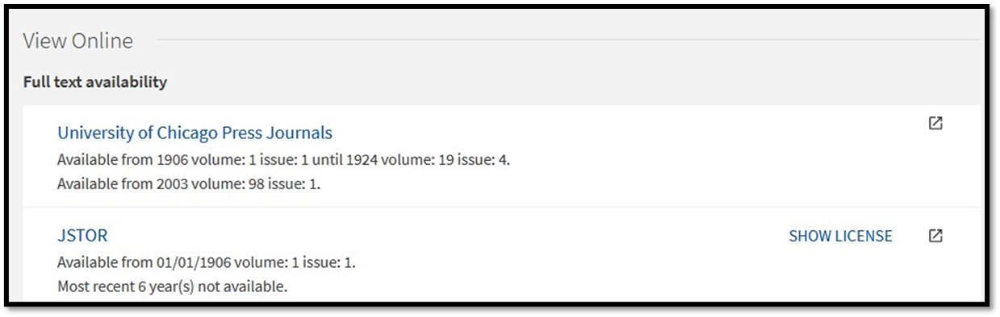 View Online
Full text availability
University of Chicago Press Journals
Available from 1906 volume: 1 issue: 1 until 1924 volume: 19 issue: 4.
Available from 2003 volume: 98 issue: 1.
JSTOR
SHOW LICENSE
Available from 01/01/1906 volume: 1 issue: 1.
Most recent 6 year(s) not available.